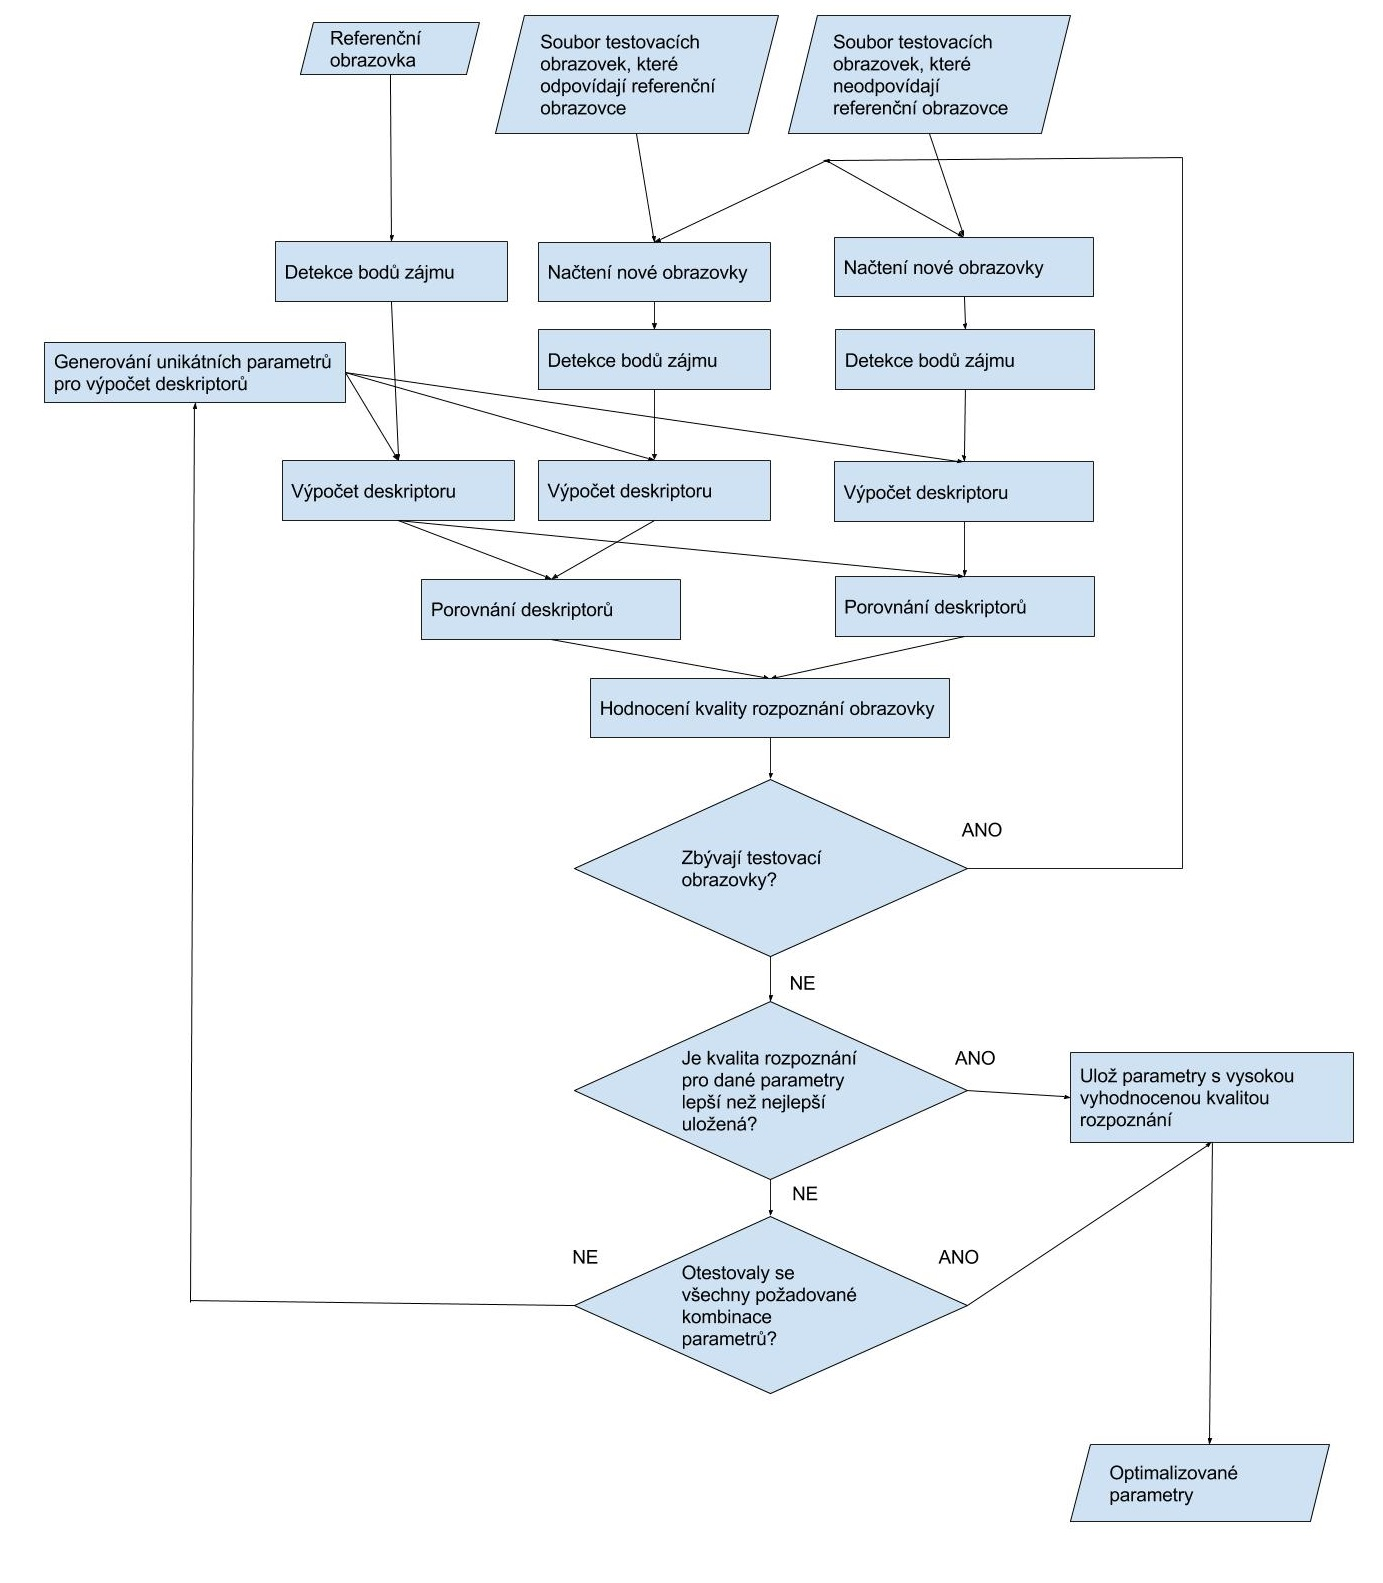 Referenční
obrazovka
Soubor testovacích
obrazovek, které
odpovídají referenční
obrazovce
Soubor testovacích
obrazovek, které
neodpovídají
referenční obrazovce
Detekce bodů zájmu
Načtení nové obrazovky
Načtení nové obrazovky
Generování unikátních parametrů
pro výpočet deskriptorů
Detekce bodů zájmu
Detekce bodů zájmu
Výpočet deskriptoru
Výpočet deskriptoru
Výpočet deskriptoru
Porovnání deskriptorů
Porovnání deskriptorů
Hodnocení kvality rozpoznání obrazovky
Zbývají testovací
obrazovky?
ANO
NE
Je kvalita rozpoznání
pro dané parametry
lepší než nejlepší
uložená?
ANO
Ulož parametry s vysokou
vyhodnocenou kvalitou
rozpoznání
NE
NE
Otestovaly se
všechny požadované
kombinace
parametrů?
ANO
Optimalizované
parametry